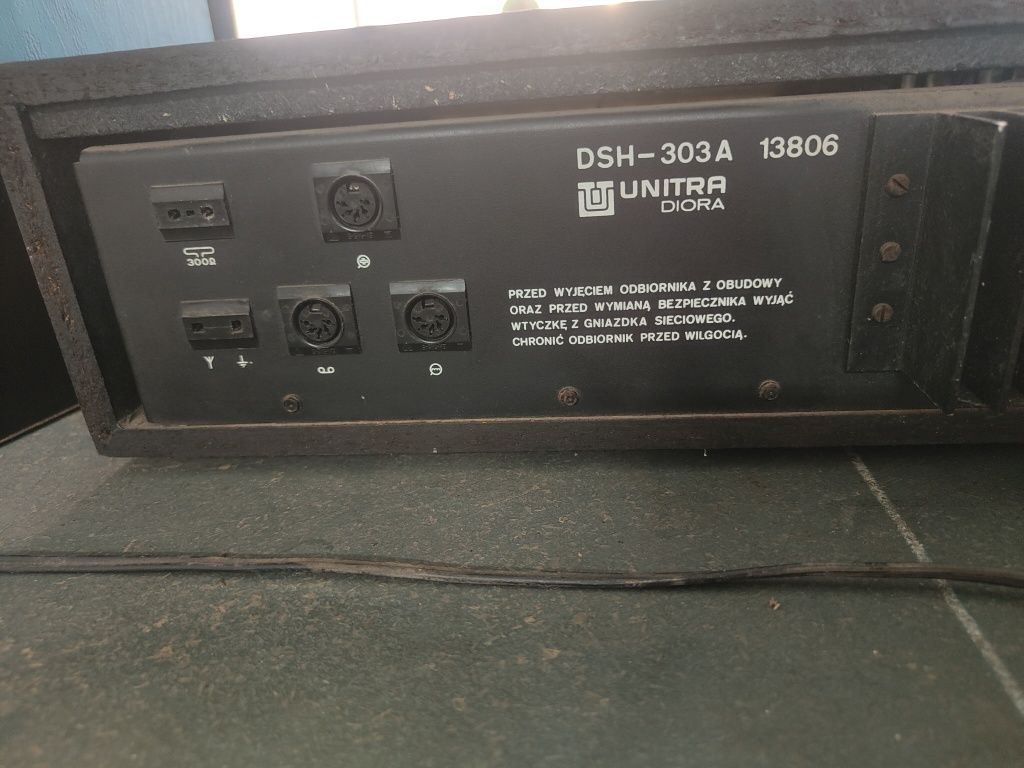 DSH-303A 13806
UNITRA
DIORA
300Ω
PRZED WYJĘCIEM ODBIORNIKA Z OBUDOWY
ORAZ PRZED WYMIANĄ BEZPIECZNIKA WYJĄĆ
WTYCZKĘ Z GNIAZDKA SIECIOWEGO.
CHRONIĆ ODBIORNIK PRZED WILGOCIĄ.